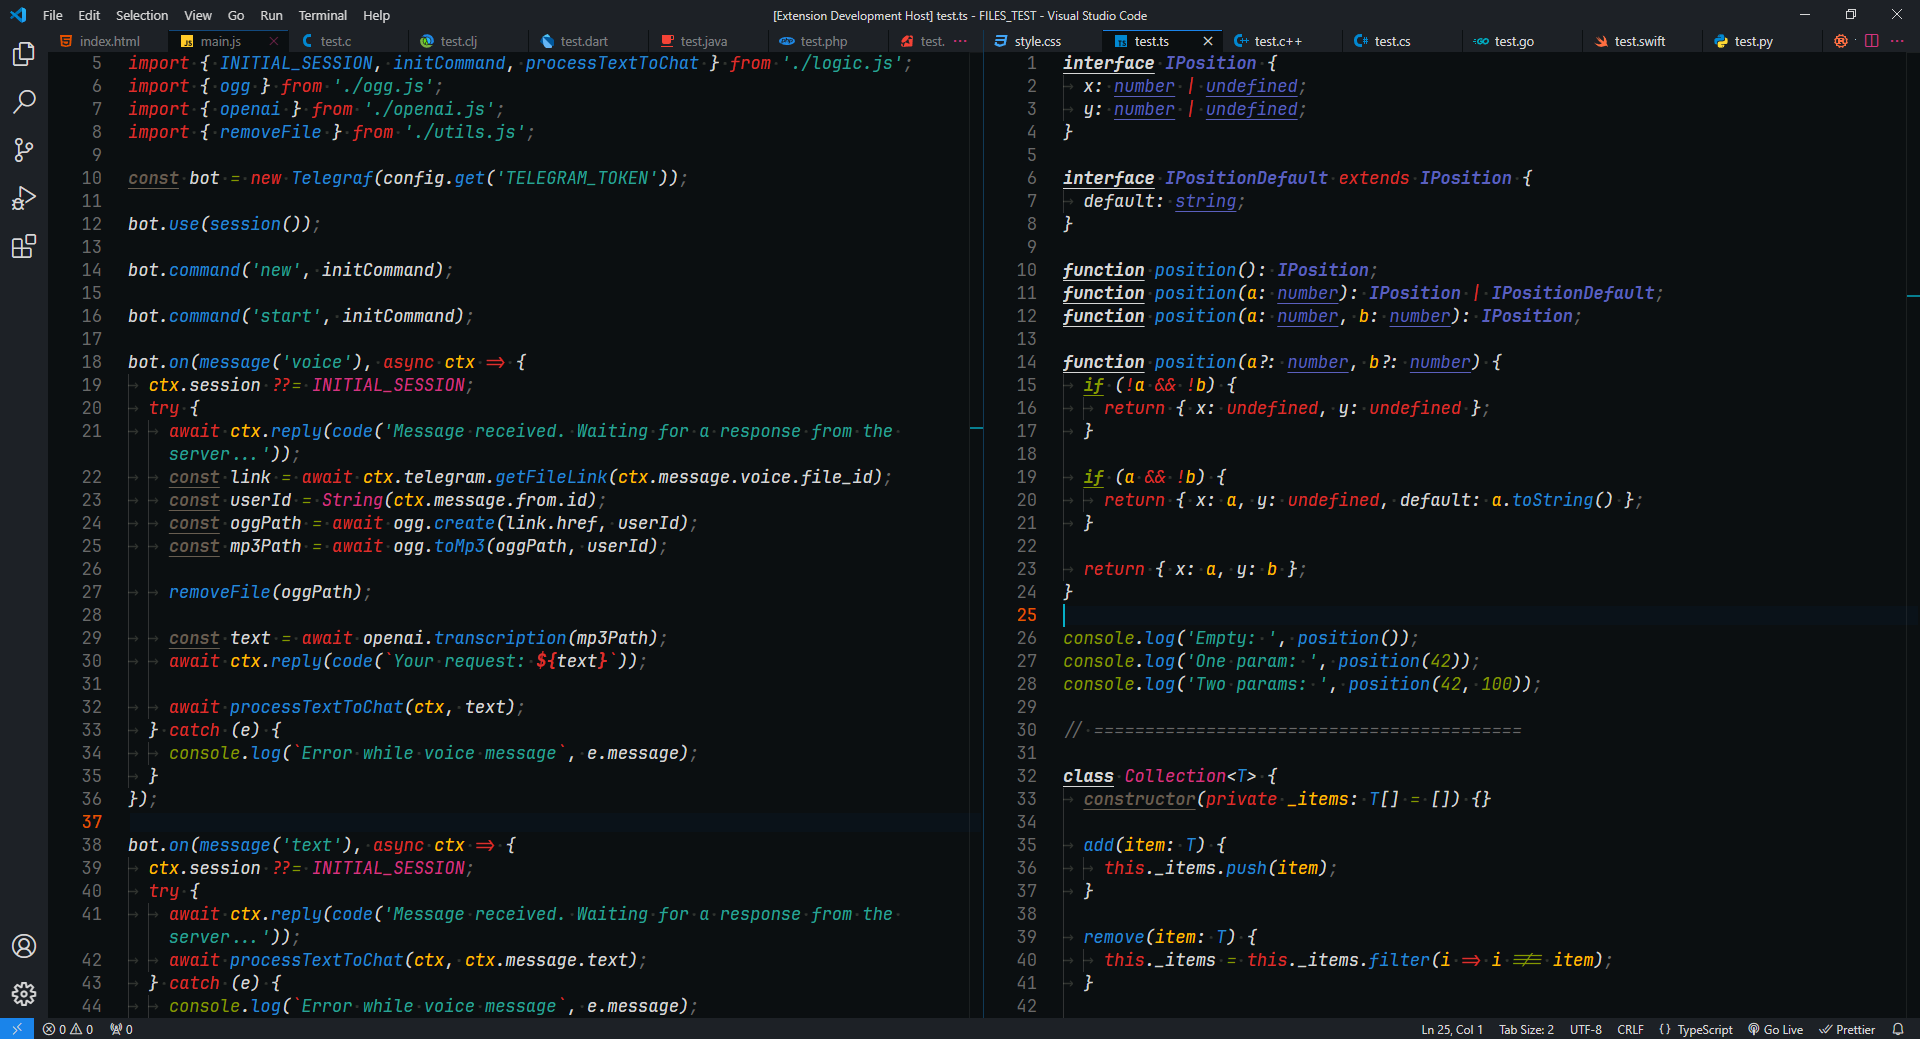 File Edit Selection View Go Run Terminal Help
[Extension Development Host] test.ts - FILES_TEST - Visual Studio Code
index.html main.js test.c test.clj test.dart test.java test.php test. ···
style.css test.ts test.c++ test.cs test.go test.swift test.py
5 import { INITIAL_SESSION, initCommand, processTextToChat } from './logic.js';
6 import { ogg } from './ogg.js';
7 import { openai } from './openai.js';
8 import { removeFile } from './utils.js';
9
10 const bot = new Telegraf(config.get('TELEGRAM_TOKEN'));
11
12 bot.use(session());
13
14 bot.command('new', initCommand);
15
16 bot.command('start', initCommand);
17
18 bot.on(message('voice'), async ctx => {
19 ctx.session ??= INITIAL_SESSION;
20 try {
21 await ctx.reply(code('Message received. Waiting for a response from the
server...'));
22 const link = await ctx.telegram.getFileLink(ctx.message.voice.file_id);
23 const userId = String(ctx.message.from.id);
24 const oggPath = await ogg.create(link.href, userId);
25 const mp3Path = await ogg.toMp3(oggPath, userId);
26
27 removeFile(oggPath);
28
29 const text = await openai.transcription(mp3Path);
30 await ctx.reply(code(`Your request: ${text}`));
31
32 await processTextToChat(ctx, text);
33 } catch (e) {
34 console.log(`Error while voice message`, e.message);
35 }
36 });
37
38 bot.on(message('text'), async ctx => {
39 ctx.session ??= INITIAL_SESSION;
40 try {
41 await ctx.reply(code('Message received. Waiting for a response from the
server...'));
42 await processTextToChat(ctx, ctx.message.text);
43 } catch (e) {
44 console.log(`Error while voice message`, e.message);
1 interface IPosition {
2 x: number | undefined;
3 y: number | undefined;
4 }
5
6 interface IPositionDefault extends IPosition {
7 default: string;
8 }
9
10 function position(): IPosition;
11 function position(a: number): IPosition | IPositionDefault;
12 function position(a: number, b: number): IPosition;
13
14 function position(a?: number, b?: number) {
15 if (!a && !b) {
16 return { x: undefined, y: undefined };
17 }
18
19 if (a && !b) {
20 return { x: a, y: undefined, default: a.toString() };
21 }
22
23 return { x: a, y: b };
24 }
25
26 console.log('Empty: ', position());
27 console.log('One param: ', position(42));
28 console.log('Two params: ', position(42, 100));
29
30 // ==========================================
31
32 class Collection<T> {
33 constructor(private _items: T[] = []) {}
34
35 add(item: T) {
36 this._items.push(item);
37 }
38
39 remove(item: T) {
40 this._items = this._items.filter(i => i !== item);
41 }
42
0 0 0
Ln 25, Col 1 Tab Size: 2 UTF-8 CRLF {} TypeScript Go Live Prettier